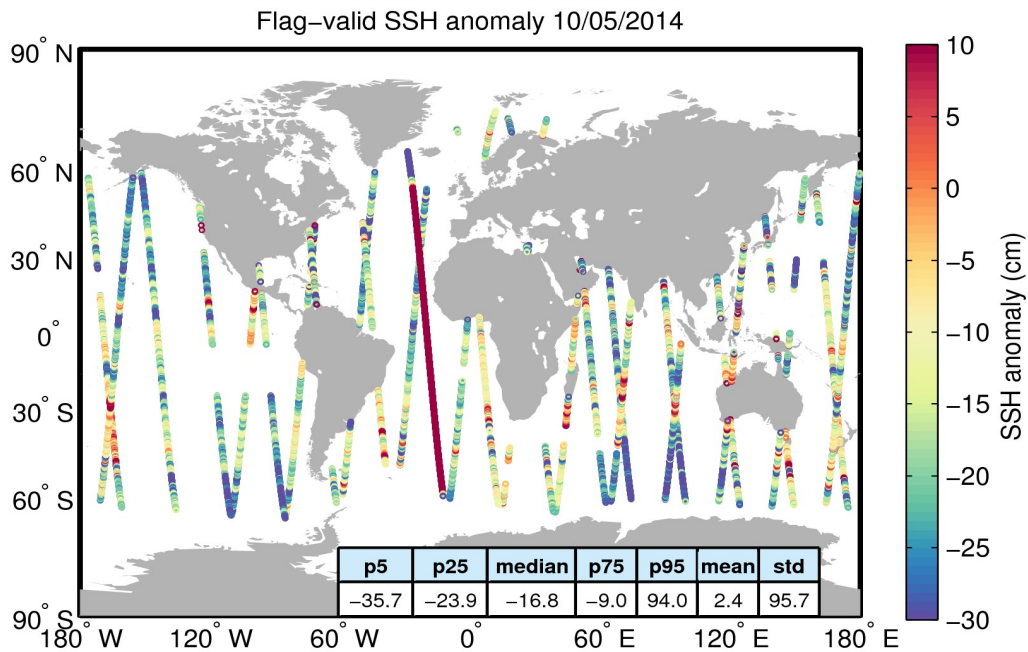 Flag−valid SSH anomaly 10/05/2014
90° N
60° N
30° N
0°
30° S
60° S
90° S
180° W
120° W
60° W
0°
60° E
120° E
180° E
p5 p25 median p75 p95 mean std
−35.7 −23.9 −16.8 −9.0 94.0 2.4 95.7
10
5
0
−5
−10
−15
−20
−25
−30
SSH anomaly (cm)